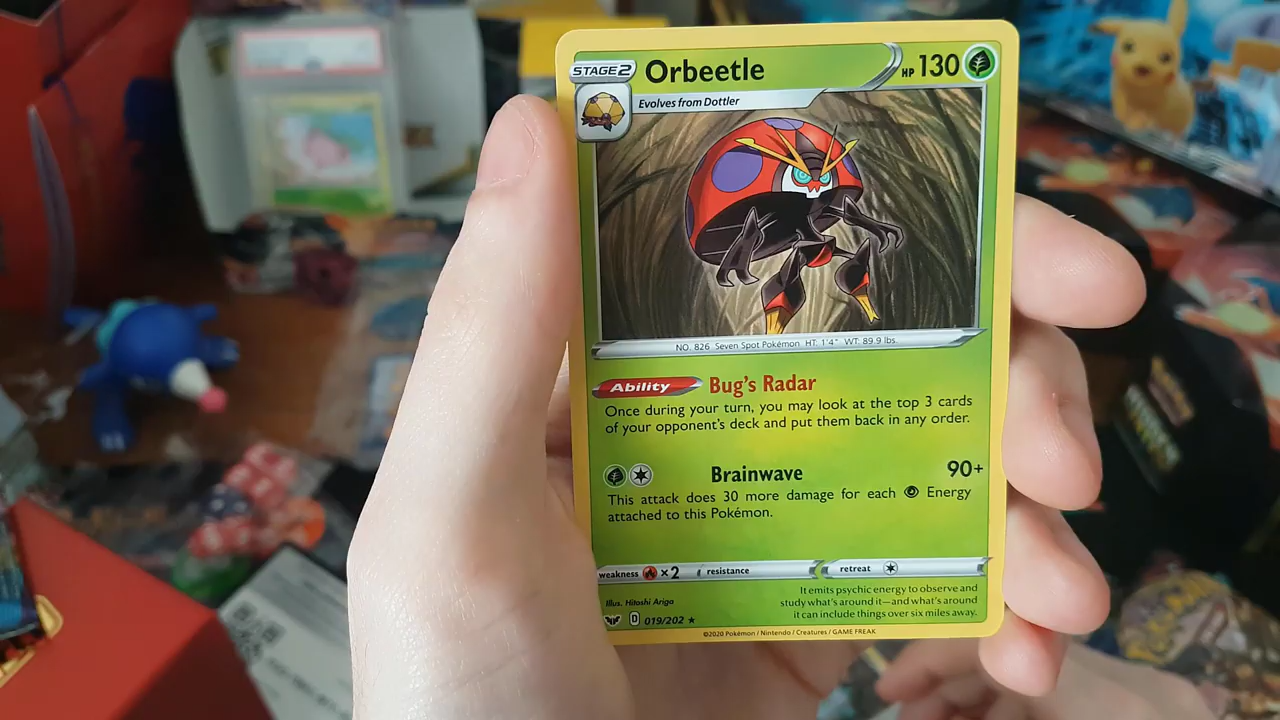 STAGE2
Orbeetle
HP 130
Evolves from Dottler
NO. 826 Seven Spot Pokémon HT: 1'4" WT: 89.9 lbs.
Ability Bug's Radar
Once during your turn, you may look at the top 3 cards
of your opponent's deck and put them back in any order.
Brainwave 90+
This attack does 30 more damage for each Energy
attached to this Pokémon.
weakness ×2 resistance retreat
It emits psychic energy to observe and
study what's around it—and what's around
it can include things over six miles away.
Illus. Hitoshi Ariga
D 019/202 ★
©2020 Pokémon / Nintendo / Creatures / GAME FREAK